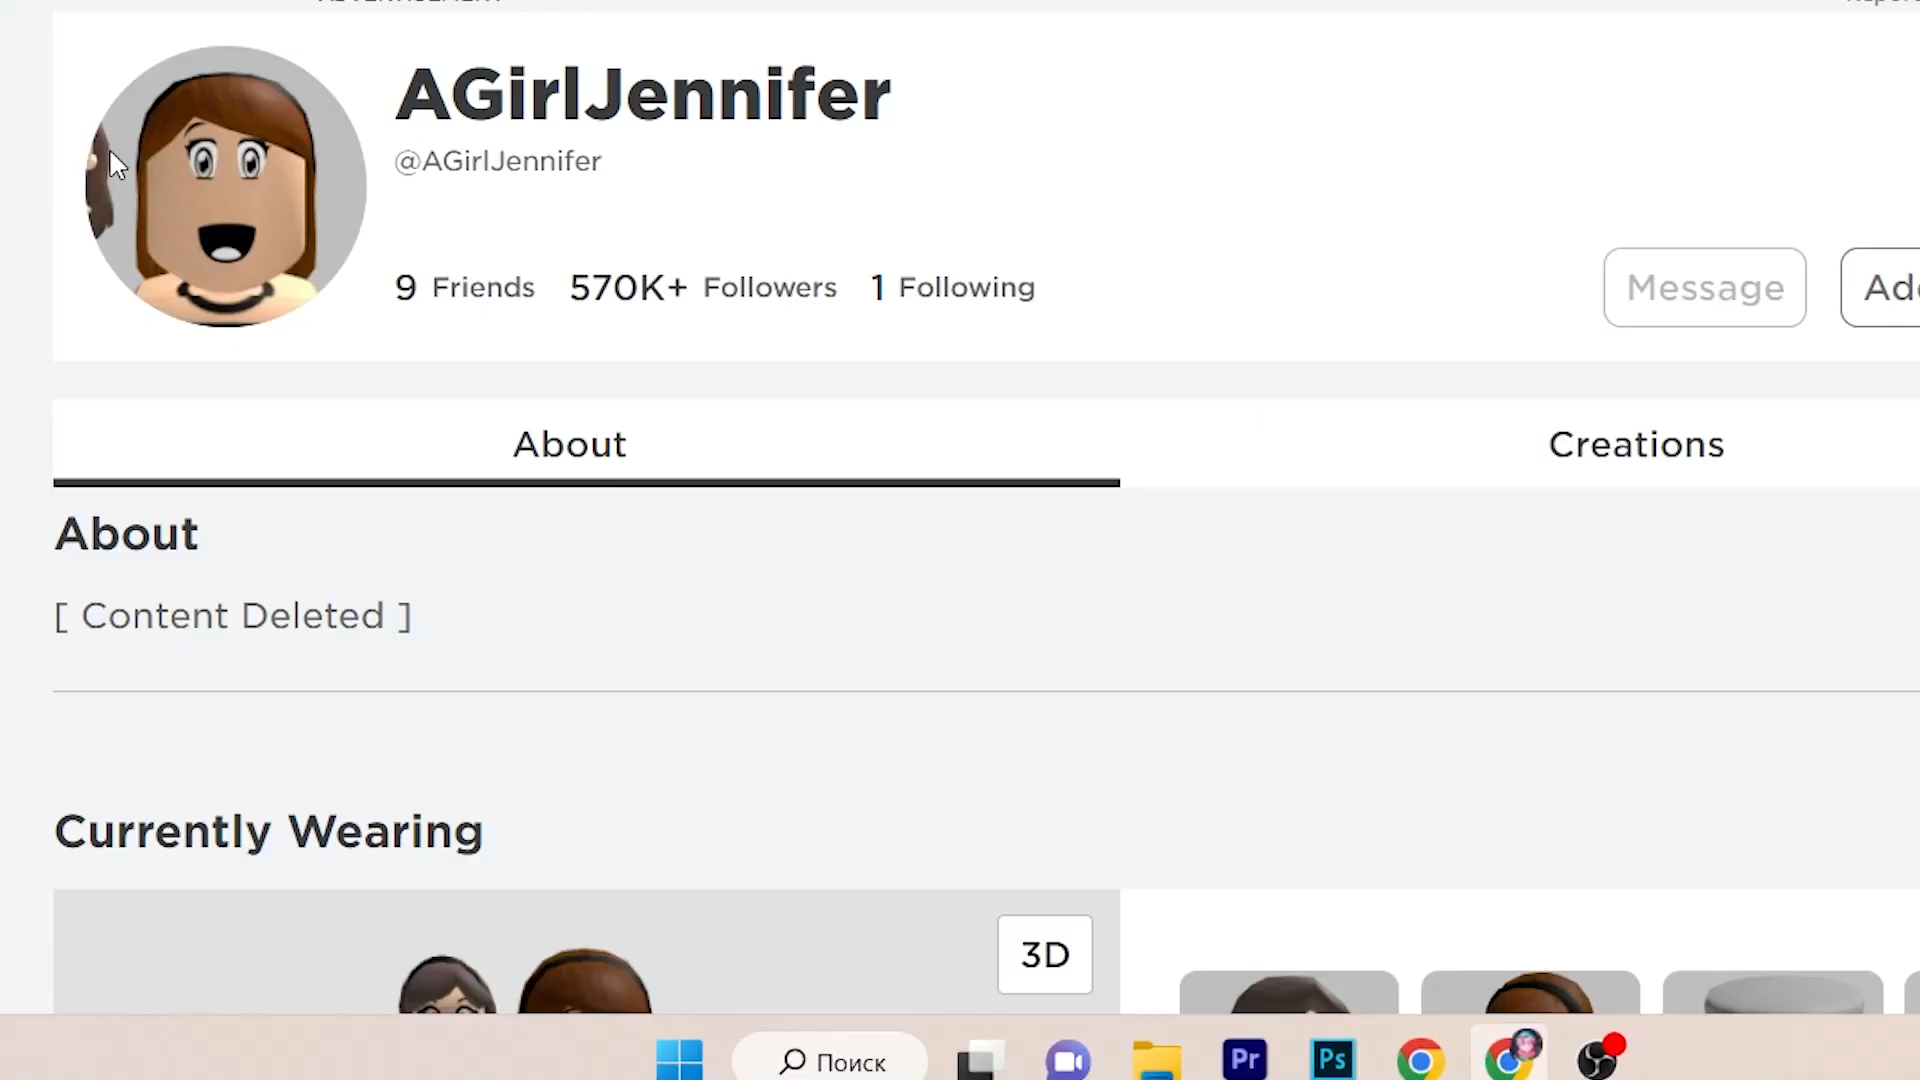 AGirlJennifer
@AGirlJennifer
9 Friends 570K+ Followers 1 Following
Message
About Creations
About
[ Content Deleted ]
Currently Wearing
3D
Поиск
Pr Ps